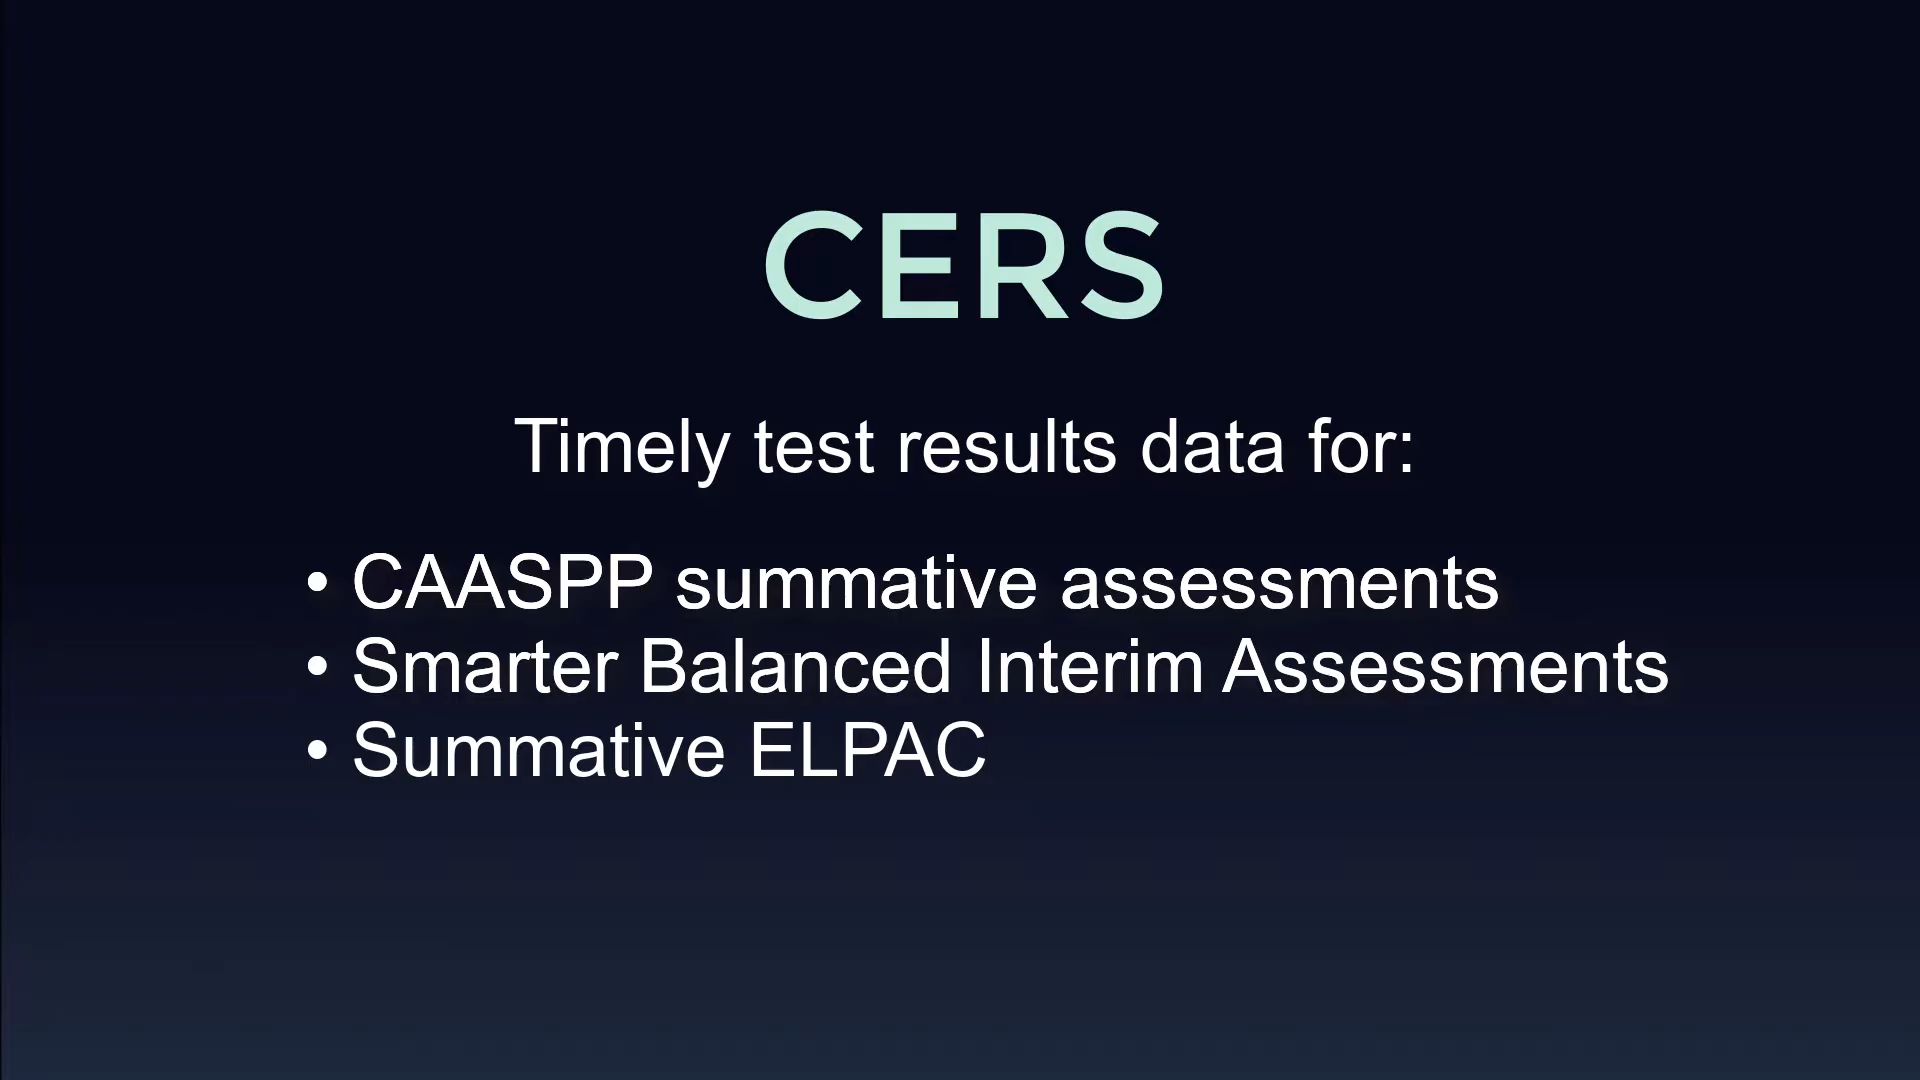 CERS
Timely test results data for:
• CAASPP summative assessments
• Smarter Balanced Interim Assessments
• Summative ELPAC